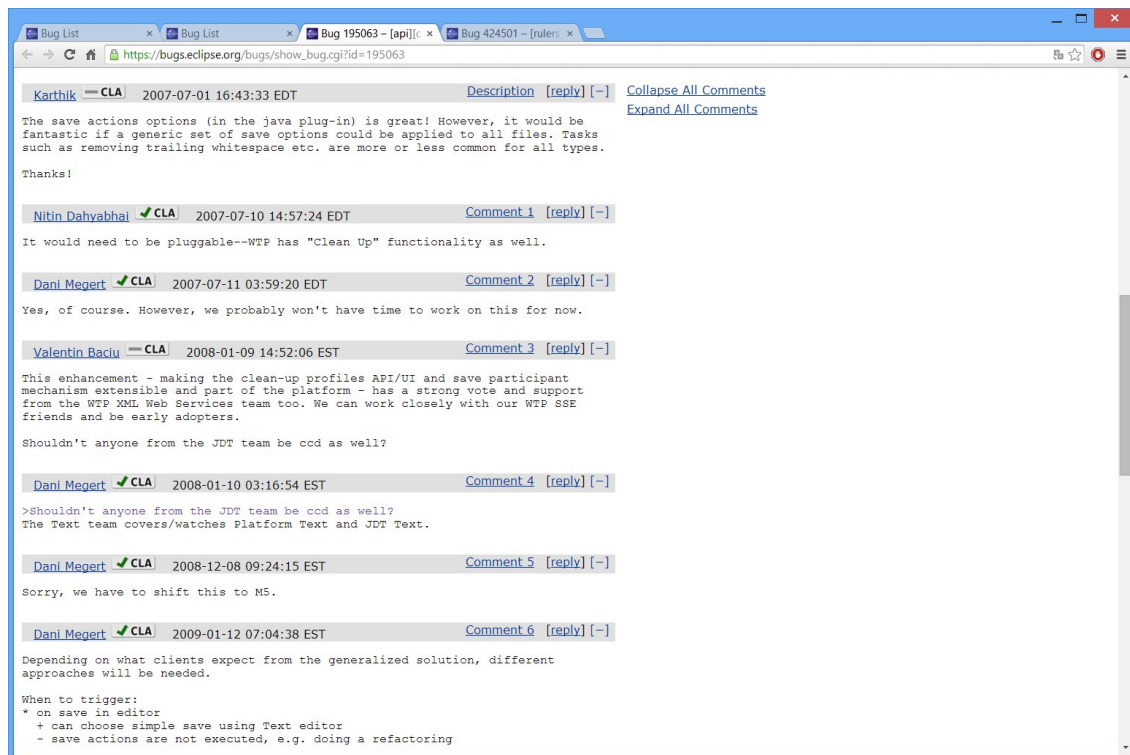 Bug List
Bug List
Bug 195063 – [api][c
Bug 424501 – [rulers
https://bugs.eclipse.org/bugs/show_bug.cgi?id=195063
Karthik CLA 2007-07-01 16:43:33 EDT Description [reply] [−]
Collapse All Comments
Expand All Comments
The save actions options (in the java plug-in) is great! However, it would be
fantastic if a generic set of save options could be applied to all files. Tasks
such as removing trailing whitespace etc. are more or less common for all types.
Thanks!
Nitin Dahyabhai CLA 2007-07-10 14:57:24 EDT Comment 1 [reply] [−]
It would need to be pluggable--WTP has "Clean Up" functionality as well.
Dani Megert CLA 2007-07-11 03:59:20 EDT Comment 2 [reply] [−]
Yes, of course. However, we probably won't have time to work on this for now.
Valentin Baciu CLA 2008-01-09 14:52:06 EST Comment 3 [reply] [−]
This enhancement - making the clean-up profiles API/UI and save participant
mechanism extensible and part of the platform - has a strong vote and support
from the WTP XML Web Services team too. We can work closely with our WTP SSE
friends and be early adopters.
Shouldn't anyone from the JDT team be ccd as well?
Dani Megert CLA 2008-01-10 03:16:54 EST Comment 4 [reply] [−]
>Shouldn't anyone from the JDT team be ccd as well?
The Text team covers/watches Platform Text and JDT Text.
Dani Megert CLA 2008-12-08 09:24:15 EST Comment 5 [reply] [−]
Sorry, we have to shift this to M5.
Dani Megert CLA 2009-01-12 07:04:38 EST Comment 6 [reply] [−]
Depending on what clients expect from the generalized solution, different
approaches will be needed.
When to trigger:
* on save in editor
+ can choose simple save using Text editor
- save actions are not executed, e.g. doing a refactoring